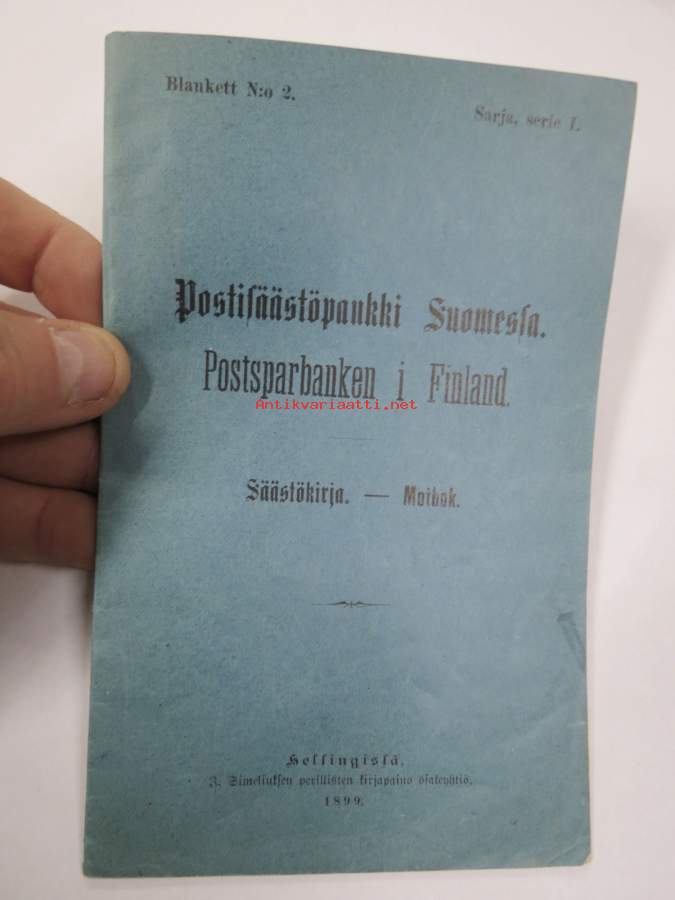 Blankett N:o 2.
Sarja, serie I.
Postisäästöpankki Suomessa.
Postsparbanken i Finland.
Antikvariaatti.net
Säästökirja. — Motbok.
Helsingissä,
J. Simeliuksen perillisten kirjapaino osakeyhtiö,
1899.